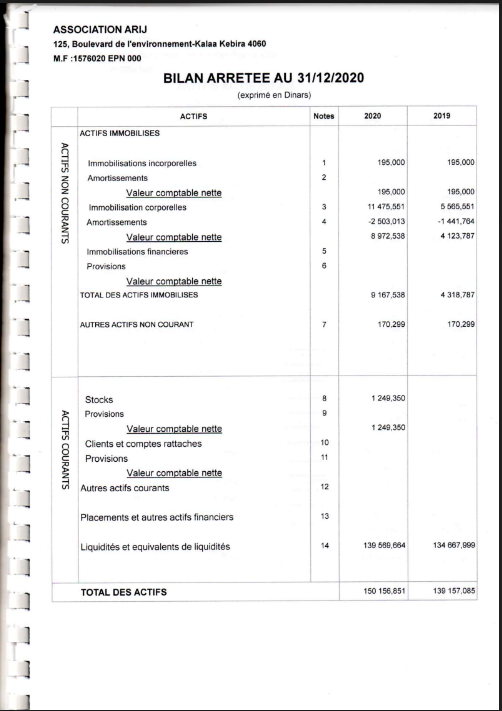 ASSOCIATION ARIJ
125, Boulevard de l'environnement-Kalaa Kebira 4060
M.F :1576020 EPN 000
BILAN ARRETEE AU 31/12/2020
(exprimé en Dinars)
ACTIFS Notes 2020 2019
ACTIFS NON COURANTS
ACTIFS IMMOBILISES
Immobilisations incorporelles 1 195,000 195,000
Amortissements 2
Valeur comptable nette 195,000 195,000
Immobilisation corporelles 3 11 475,551 5 565,551
Amortissements 4 -2 503,013 -1 441,764
Valeur comptable nette 8 972,538 4 123,787
Immobilisations financieres 5
Provisions 6
Valeur comptable nette
TOTAL DES ACTIFS IMMOBILISES 9 167,538 4 318,787
AUTRES ACTIFS NON COURANT 7 170,299 170,299
ACTIFS COURANTS
Stocks 8 1 249,350
Provisions 9
Valeur comptable nette 1 249,350
Clients et comptes rattaches 10
Provisions 11
Valeur comptable nette
Autres actifs courants 12
Placements et autres actifs financiers 13
Liquidités et equivalents de liquidités 14 139 569,664 134 667,999
TOTAL DES ACTIFS 150 156,851 139 157,085